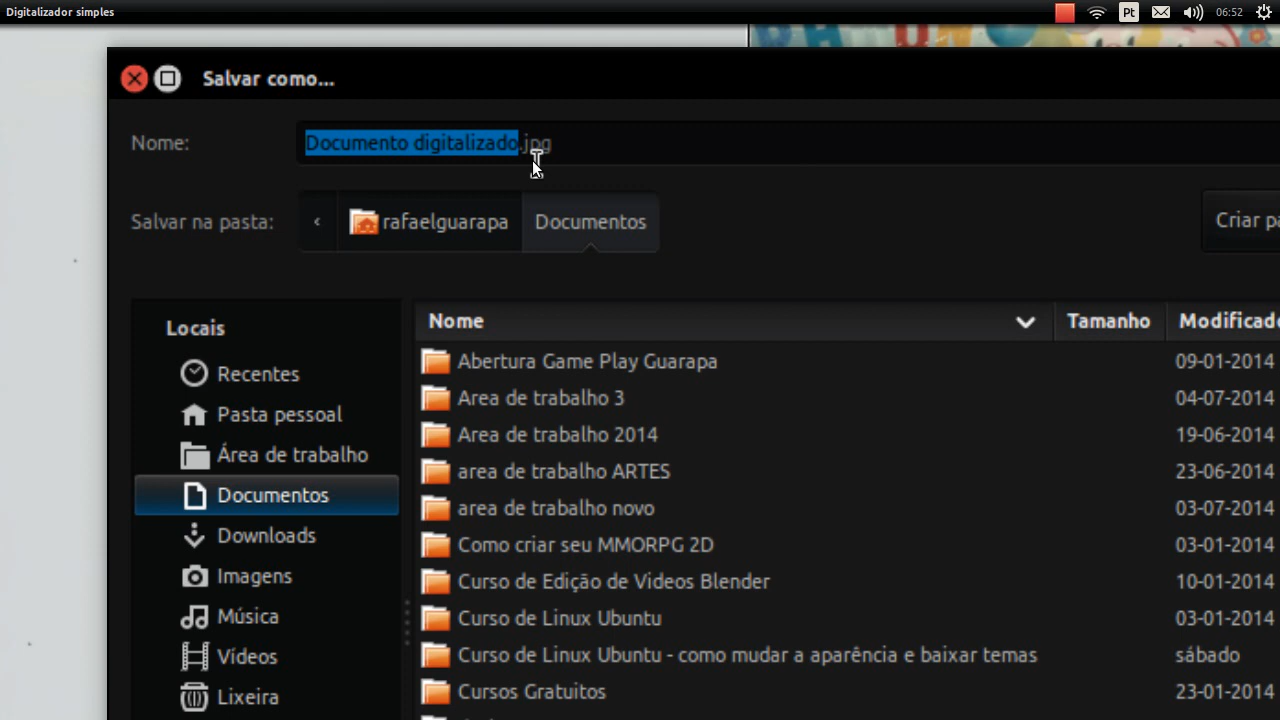 Digitalizador simples
Pt
06:52
Salvar como...
Nome:
Documento digitalizado.jpg
Salvar na pasta:
rafaelguarapa
Documentos
Criar
Locais
Recentes
Pasta pessoal
Área de trabalho
Documentos
Downloads
Imagens
Música
Vídeos
Lixeira
Nome Tamanho Modificado
Abertura Game Play Guarapa 09-01-2014
Area de trabalho 3 04-07-2014
Area de trabalho 2014 19-06-2014
area de trabalho ARTES 23-06-2014
area de trabalho novo 03-07-2014
Como criar seu MMORPG 2D 03-01-2014
Curso de Edição de Videos Blender 10-01-2014
Curso de Linux Ubuntu 03-01-2014
Curso de Linux Ubuntu - como mudar a aparência e baixar temas sábado
Cursos Gratuitos 23-01-2014